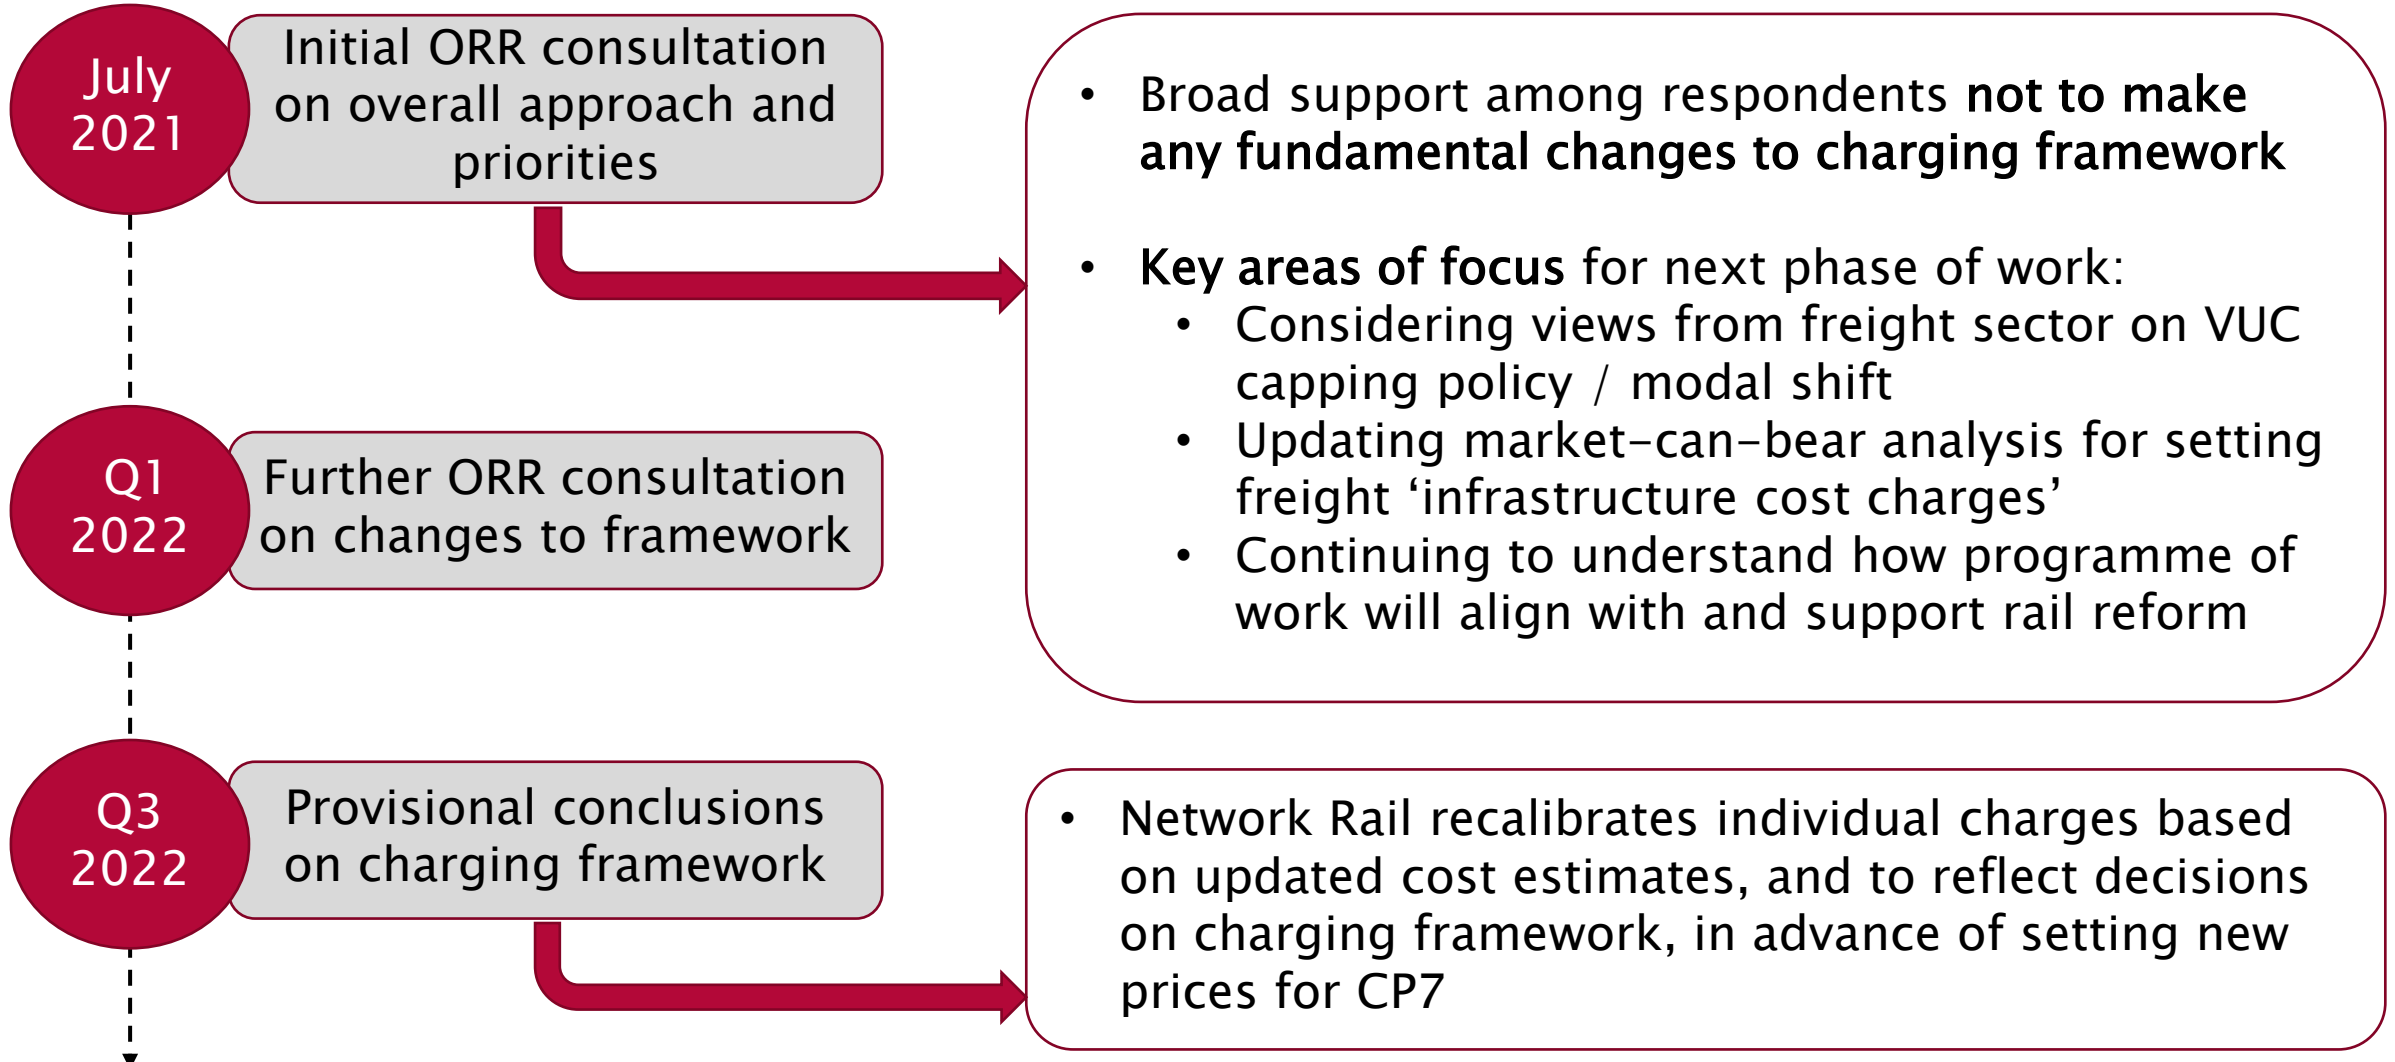 July
2021
Initial ORR consultation
on overall approach and
priorities
• Broad support among respondents not to make
any fundamental changes to charging framework
• Key areas of focus for next phase of work:
• Considering views from freight sector on VUC
capping policy / modal shift
• Updating market-can-bear analysis for setting
freight ‘infrastructure cost charges’
• Continuing to understand how programme of
work will align with and support rail reform
Q1
2022
Further ORR consultation
on changes to framework
Q3
2022
Provisional conclusions
on charging framework
• Network Rail recalibrates individual charges based
on updated cost estimates, and to reflect decisions
on charging framework, in advance of setting new
prices for CP7